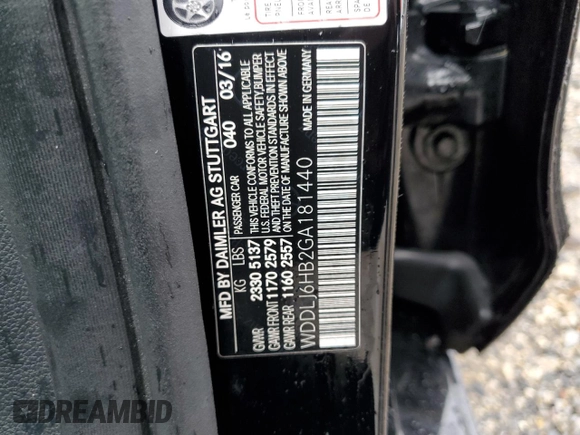 MFD BY DAIMLER AG STUTTGART
040 03/16
PASSENGER CAR
KG LBS
GVWR 2330 5137
GAWR FRONT 1170 2579
GAWR REAR 1160 2557
THIS VEHICLE CONFORMS TO ALL APPLICABLE
U.S. FEDERAL MOTOR VEHICLE SAFETY, BUMPER
AND THEFT PREVENTION STANDARDS IN EFFECT
ON THE DATE OF MANUFACTURE SHOWN ABOVE
WDDLJ6HB2GA181440
MADE IN GERMANY
DREAMBID